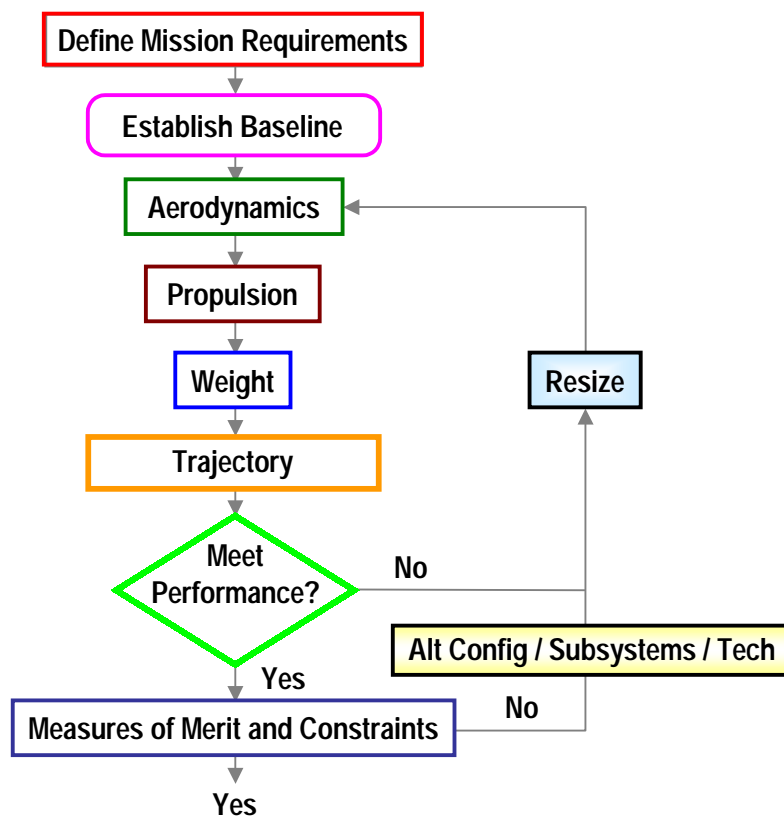 Define Mission Requirements
Establish Baseline
Aerodynamics
Propulsion
Weight
Resize
Trajectory
Meet
Performance?
No
Alt Config / Subsystems / Tech
Yes
Measures of Merit and Constraints
No
Yes